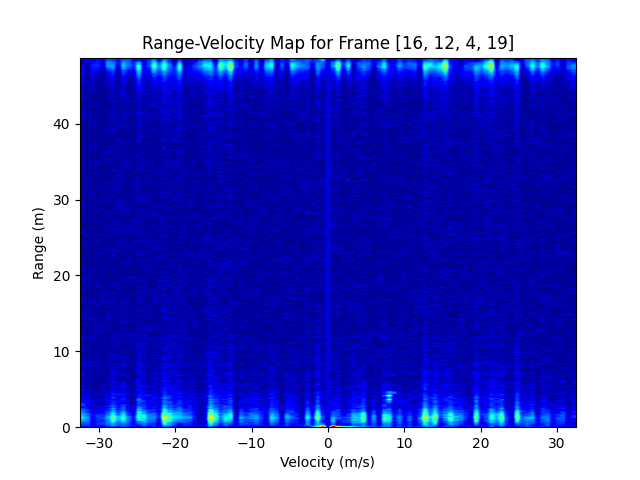 Range-Velocity Map for Frame [16, 12, 4, 19]
Range (m)
40
30
20
10
0
−30 −20 −10 0 10 20 30
Velocity (m/s)